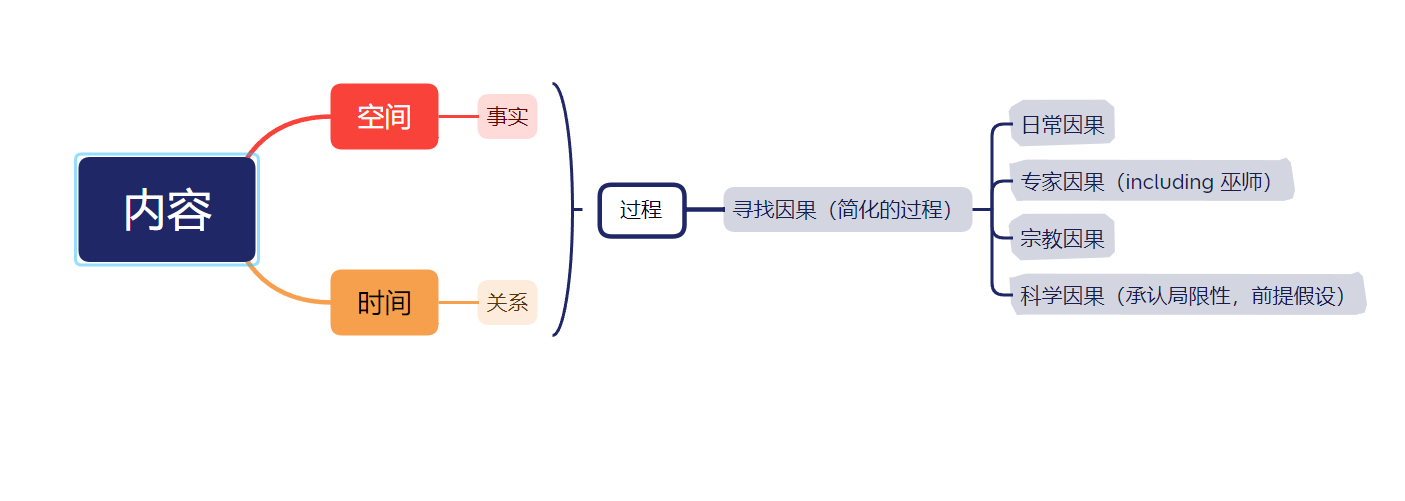 内容
空间
事实
时间
关系
过程
寻找因果（简化的过程）
日常因果
专家因果（including 巫师）
宗教因果
科学因果（承认局限性，前提假设）